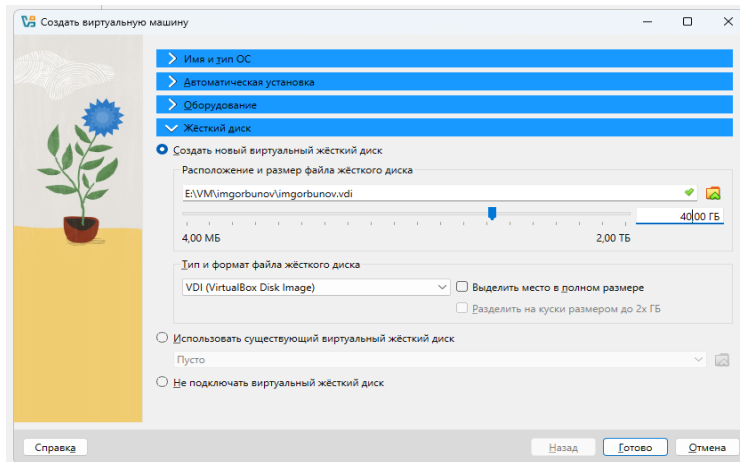 Создать виртуальную машину
Имя и тип ОС
Автоматическая установка
Оборудование
Жёсткий диск
Создать новый виртуальный жёсткий диск
Расположение и размер файла жёсткого диска
E:\VM\imgorbunov\imgorbunov.vdi
40,00 ГБ
4,00 МБ 2,00 ТБ
Тип и формат файла жёсткого диска
VDI (VirtualBox Disk Image) Выделить место в полном размере
Разделить на куски размером до 2х ГБ
Использовать существующий виртуальный жёсткий диск
Пусто
Не подключать виртуальный жёсткий диск
Справка Назад Готово Отмена